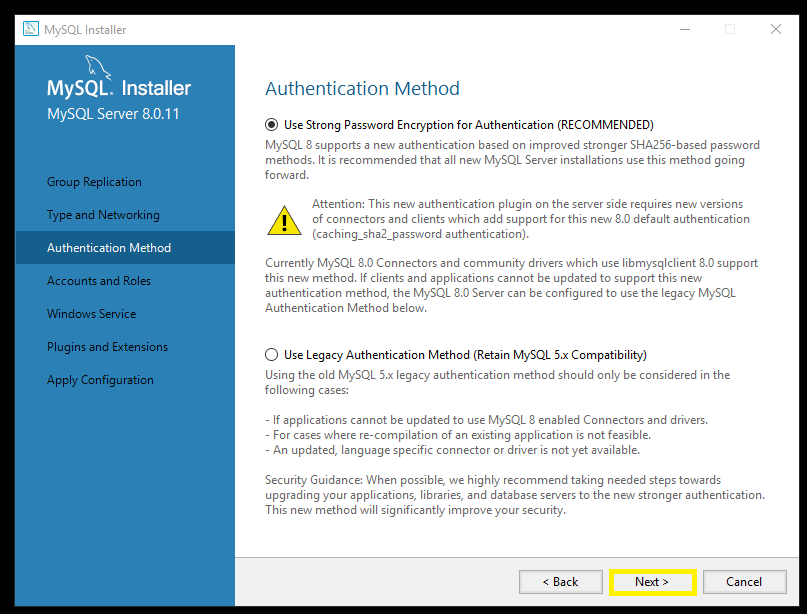 MySQL Installer
MySQL® Installer
MySQL Server 8.0.11
Group Replication
Type and Networking
Authentication Method
Accounts and Roles
Windows Service
Plugins and Extensions
Apply Configuration
Authentication Method
Use Strong Password Encryption for Authentication (RECOMMENDED)
MySQL 8 supports a new authentication based on improved stronger SHA256-based password
methods. It is recommended that all new MySQL Server installations use this method going
forward.
Attention: This new authentication plugin on the server side requires new versions
of connectors and clients which add support for this new 8.0 default authentication
(caching_sha2_password authentication).
Currently MySQL 8.0 Connectors and community drivers which use libmysqlclient 8.0 support
this new method. If clients and applications cannot be updated to support this new
authentication method, the MySQL 8.0 Server can be configured to use the legacy MySQL
Authentication Method below.
Use Legacy Authentication Method (Retain MySQL 5.x Compatibility)
Using the old MySQL 5.x legacy authentication method should only be considered in the
following cases:
- If applications cannot be updated to use MySQL 8 enabled Connectors and drivers.
- For cases where re-compilation of an existing application is not feasible.
- An updated, language specific connector or driver is not yet available.
Security Guidance: When possible, we highly recommend taking needed steps towards
upgrading your applications, libraries, and database servers to the new stronger authentication.
This new method will significantly improve your security.
< Back
Next >
Cancel